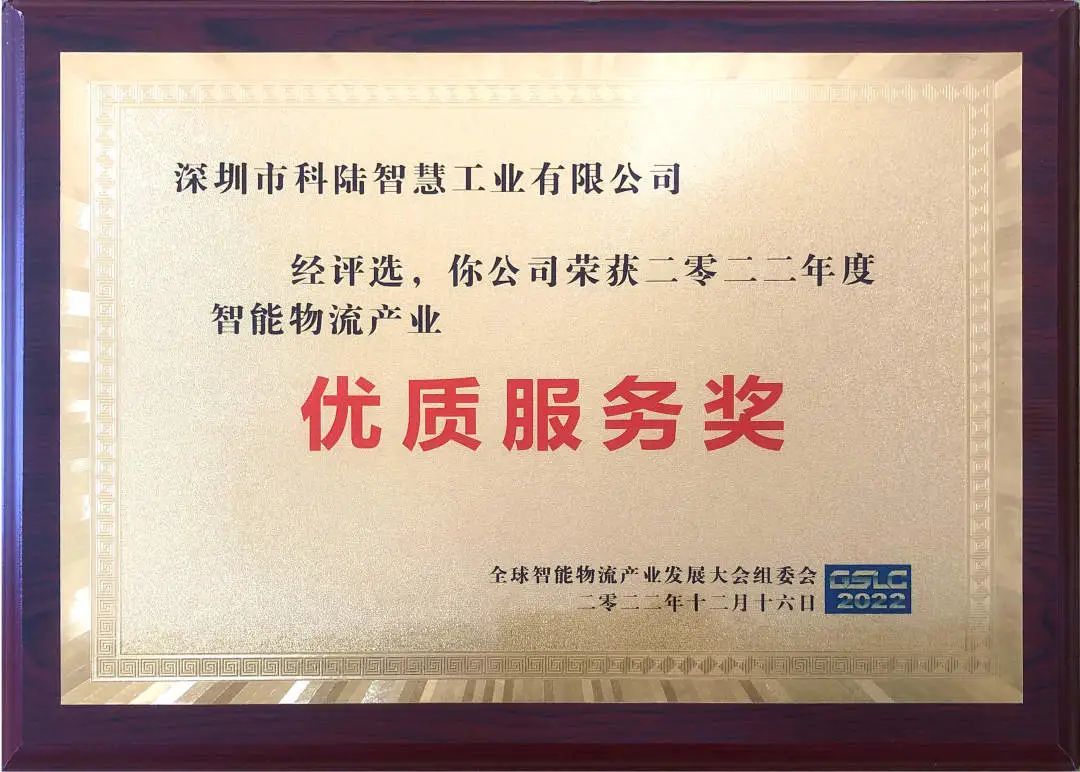 深圳市科陆智慧工业有限公司
经评选，你公司荣获二零二二年度
智能物流产业
优质服务奖
全球智能物流产业发展大会组委会
二零二二年十二月十六日
GSLC
2022